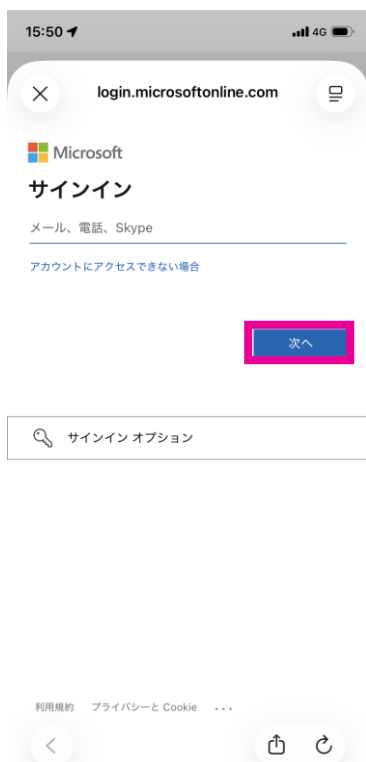 15:50
4G
login.microsoftonline.com
Microsoft
サインイン
メール、電話、Skype
アカウントにアクセスできない場合
次へ
サインイン オプション
利用規約 プライバシーと Cookie ...